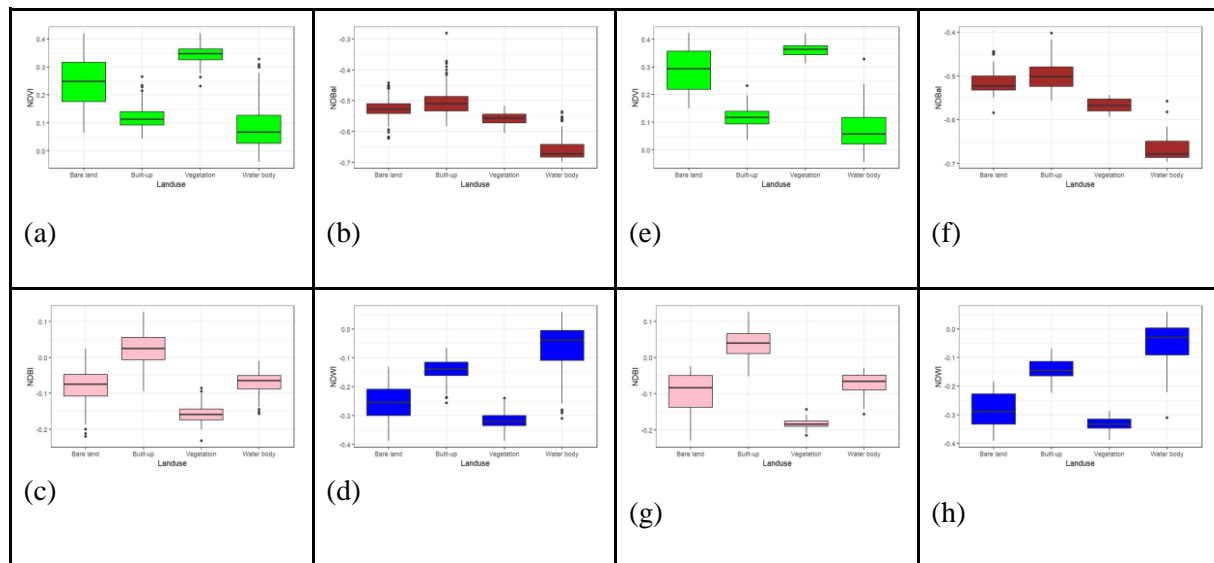 NDVI
0.4
0.3
0.2
0.1
0.0
Bare land Built-up Vegetation Water body
Landuse
(a)
NDBaI
-0.3
-0.4
-0.5
-0.6
-0.7
Bare land Built-up Vegetation Water body
Landuse
(b)
NDVI
0.4
0.3
0.2
0.1
0.0
Bare land Built-up Vegetation Water body
Landuse
(e)
NDBaI
-0.4
-0.5
-0.6
-0.7
Bare land Built-up Vegetation Water body
Landuse
(f)
NDBI
0.1
0.0
-0.1
-0.2
Bare land Built-up Vegetation Water body
Landuse
(c)
NDWI
0.0
-0.1
-0.2
-0.3
-0.4
Bare land Built-up Vegetation Water body
Landuse
(d)
NDBI
0.1
0.0
-0.1
-0.2
Bare land Built-up Vegetation Water body
Landuse
(g)
NDWI
0.0
-0.1
-0.2
-0.3
-0.4
Bare land Built-up Vegetation Water body
Landuse
(h)